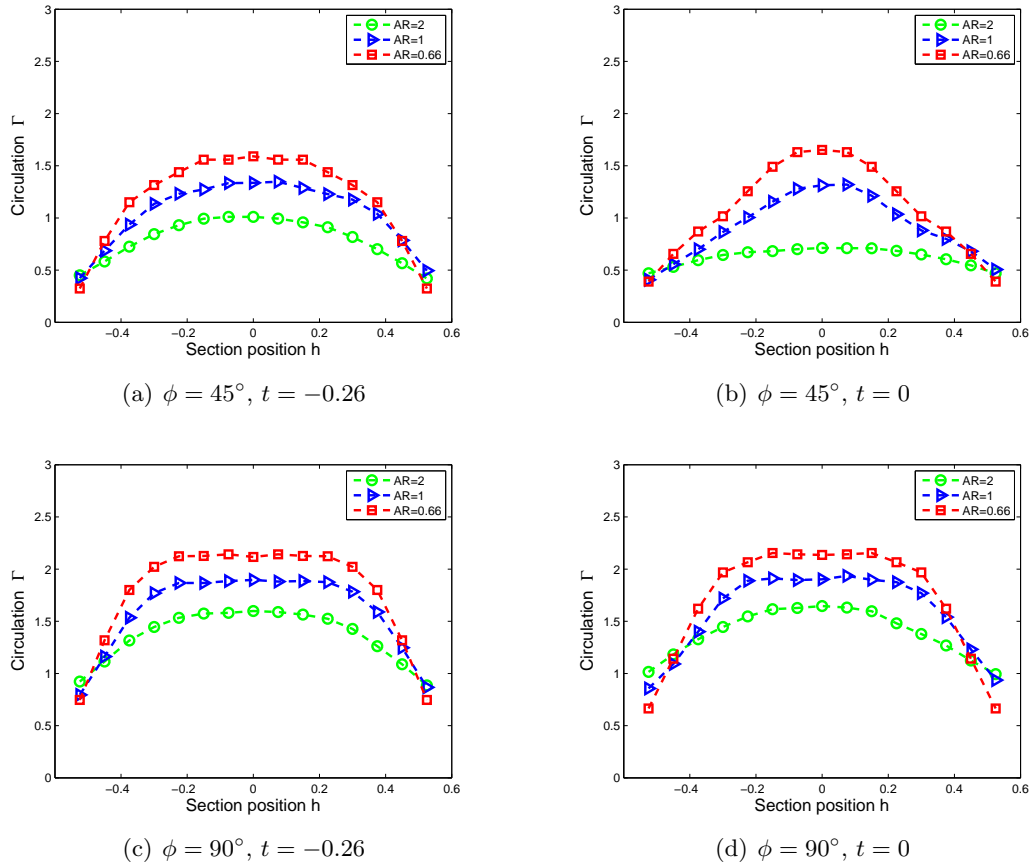 3
2.5
2
1.5
1
0.5
0
Circulation Γ
AR=2
AR=1
AR=0.66
−0.4 −0.2 0 0.2 0.4 0.6
Section position h
(a) ϕ = 45°, t = −0.26
3
2.5
2
1.5
1
0.5
0
Circulation Γ
AR=2
AR=1
AR=0.66
−0.4 −0.2 0 0.2 0.4 0.6
Section position h
(b) ϕ = 45°, t = 0
3
2.5
2
1.5
1
0.5
0
Circulation Γ
AR=2
AR=1
AR=0.66
−0.4 −0.2 0 0.2 0.4 0.6
Section position h
(c) ϕ = 90°, t = −0.26
3
2.5
2
1.5
1
0.5
0
Circulation Γ
AR=2
AR=1
AR=0.66
−0.4 −0.2 0 0.2 0.4 0.6
Section position h
(d) ϕ = 90°, t = 0